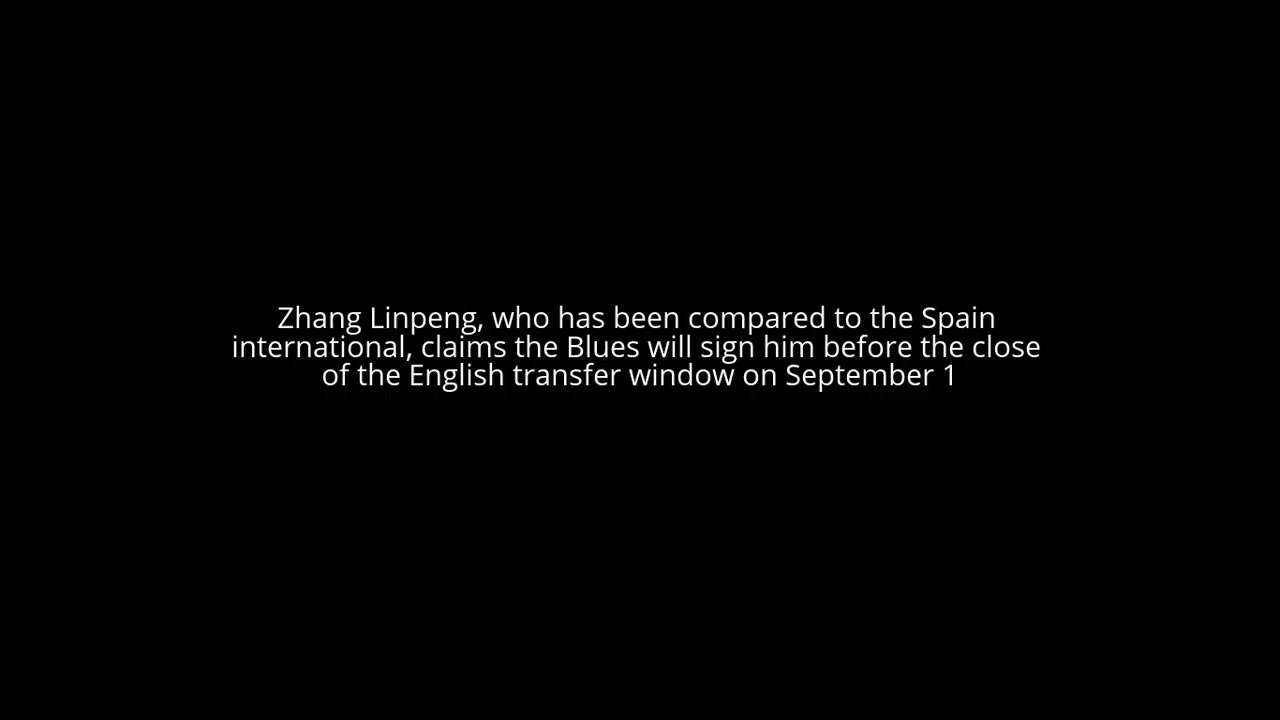 Zhang Linpeng, who has been compared to the Spain
international, claims the Blues will sign him before the close
of the English transfer window on September 1